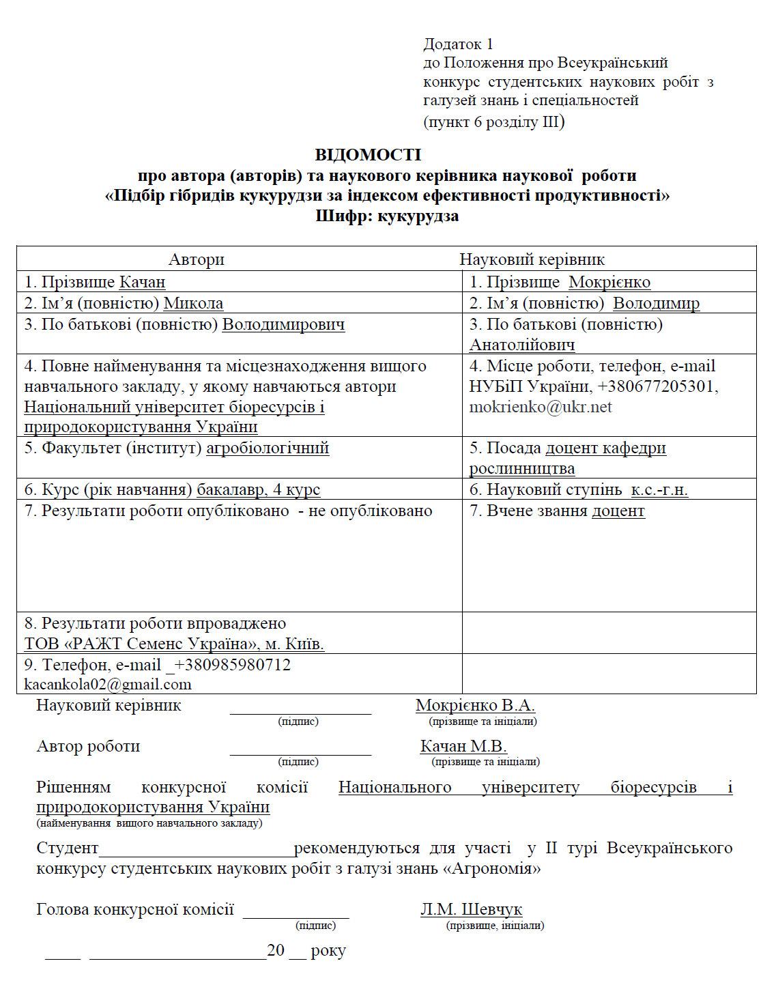 Додаток 1
до Положення про Всеукраїнський
конкурс студентських наукових робіт з
галузей знань і спеціальностей
(пункт 6 розділу ІІІ)
ВІДОМОСТІ
про автора (авторів) та наукового керівника наукової роботи
«Підбір гібридів кукурудзи за індексом ефективності продуктивності»
Шифр: кукурудза
Автори Науковий керівник
1. Прізвище Качан
1. Прізвище Мокрієнко
2. Ім’я (повністю) Микола
2. Ім’я (повністю) Володимир
3. По батькові (повністю) Володимирович
3. По батькові (повністю)
Анатолійович
4. Повне найменування та місцезнаходження вищого
навчального закладу, у якому навчаються автори
Національний університет біоресурсів і
природокористування України
4. Місце роботи, телефон, e-mail
НУБіП України, +380677205301,
mokrienko@ukr.net
5. Факультет (інститут) агробіологічний
5. Посада доцент кафедри
рослинництва
6. Курс (рік навчання) бакалавр, 4 курс
6. Науковий ступінь к.с.-г.н.
7. Результати роботи опубліковано - не опубліковано
7. Вчене звання доцент
8. Результати роботи впроваджено
ТОВ «РАЖТ Семенс Україна», м. Київ.
9. Телефон, e-mail _+380985980712
kacankola02@gmail.com
Науковий керівник ________________ Мокрієнко В.А.
(підпис) (прізвище та ініціали)
Автор роботи ________________ Качан М.В.
(підпис) (прізвище та ініціали)
Рішенням конкурсної комісії Національного університету біоресурсів і
природокористування України
(найменування вищого навчального закладу)
Студент______________________рекомендуються для участі у ІІ турі Всеукраїнського
конкурсу студентських наукових робіт з галузі знань «Агрономія»
Голова конкурсної комісії ____________ Л.М. Шевчук
(підпис) (прізвище, ініціали)
____ ____________________20 __ року